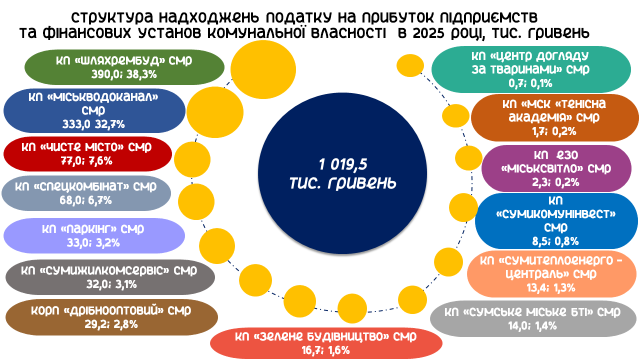 СТРУКТУРА НАДХОДЖЕНЬ ПОДАТКУ НА ПРИБУТОК ПІДПРИЄМСТВ
ТА ФІНАНСОВИХ УСТАНОВ КОМУНАЛЬНОЇ ВЛАСНОСТІ В 2025 РОЦІ, ТИС. ГРИВЕНЬ
КП «ШЛЯХРЕМБУД» СМР
390,0; 38,3%
КП «МІСЬКВОДОКАНАЛ»
СМР
333,0 32,7%
КП «ЧИСТЕ МІСТО» СМР
77,0; 7,6%
КП «СПЕЦКОМБІНАТ» СМР
68,0; 6,7%
КП «ПАРКІНГ» СМР
33,0; 3,2%
КП «СУМИЖИЛКОМСЕРВІС» СМР
32,0; 3,1%
КОРП «ДРІБНООПТОВИЙ» СМР
29,2; 2,8%
КП «ЗЕЛЕНЕ БУДІВНИЦТВО» СМР
16,7; 1,6%
1 019,5
ТИС. ГРИВЕНЬ
КП «ЦЕНТР ДОГЛЯДУ
ЗА ТВАРИНАМИ» СМР
0,7; 0,1%
КП «МСК «ТЕНІСНА
АКАДЕМІЯ» СМР
1,7; 0,2%
КП ЕЗО
«МІСЬКСВІТЛО» СМР
2,3; 0,2%
КП
«СУМИКОМУНІНВЕСТ»
СМР
8,5; 0,8%
КП «СУМИТЕПЛОЕНЕРГО -
ЦЕНТРАЛЬ» СМР
13,4; 1,3%
КП «СУМСЬКЕ МІСЬКЕ БТІ» СМР
14,0; 1,4%